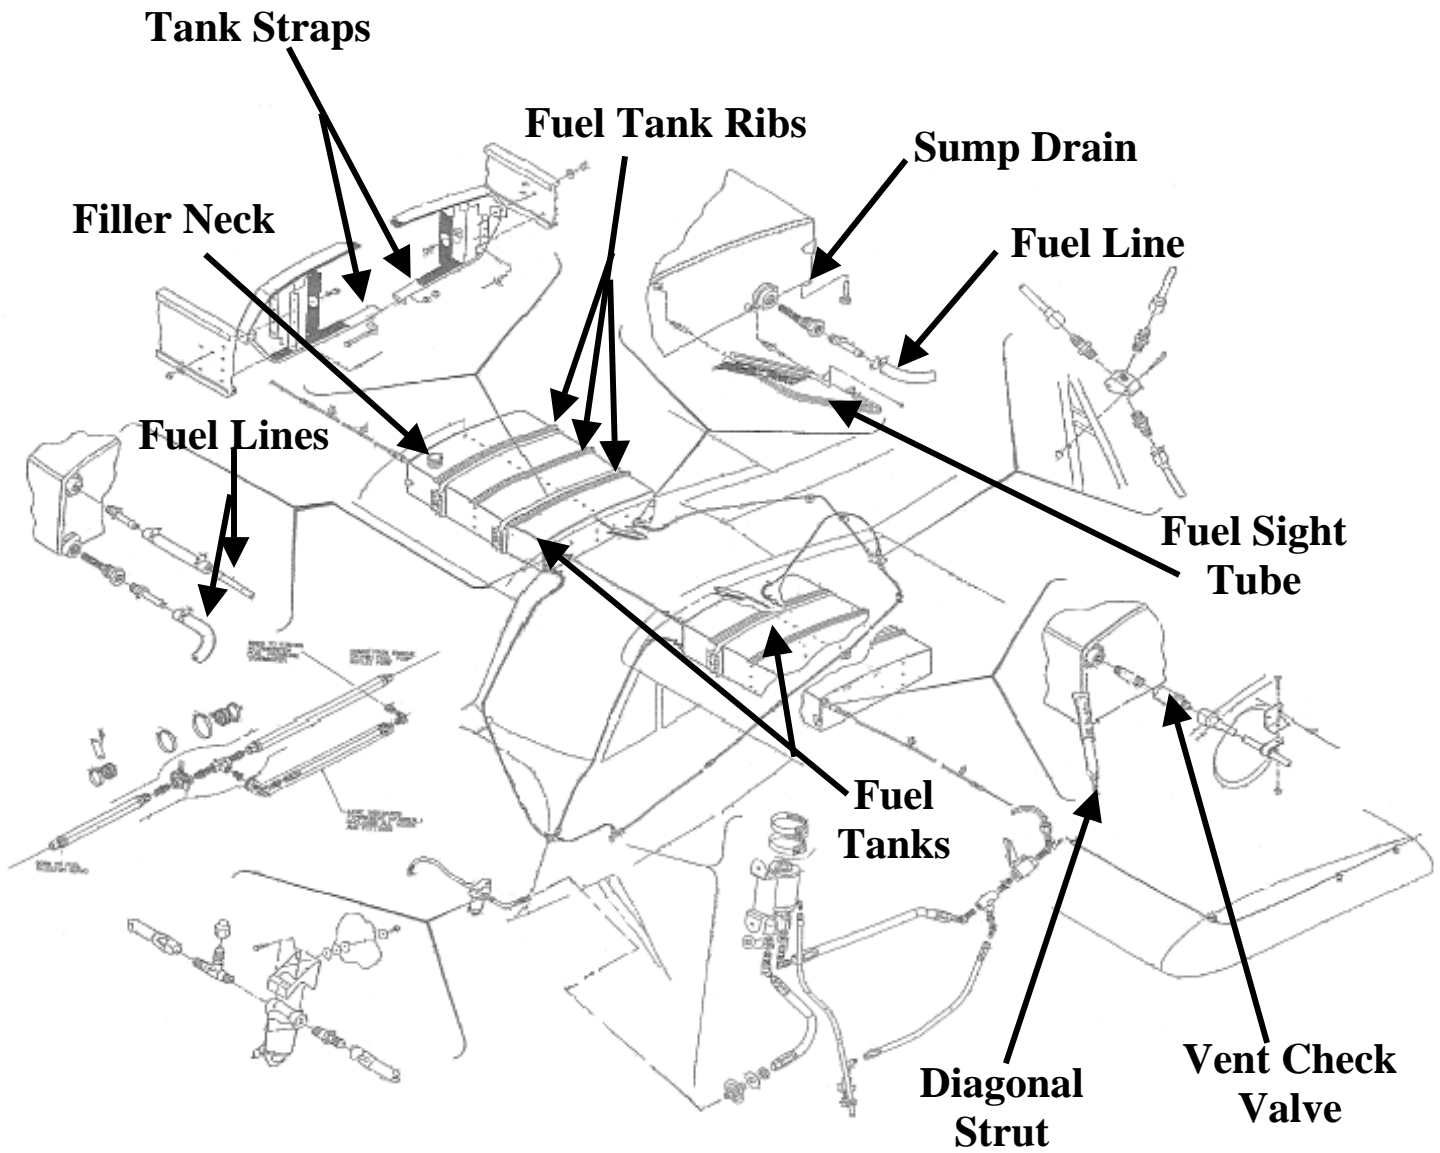 Tank Straps
Fuel Tank Ribs
Sump Drain
Filler Neck
Fuel Line
Fuel Lines
Fuel Sight
Tube
Fuel
Tanks
Diagonal
Strut
Vent Check
Valve